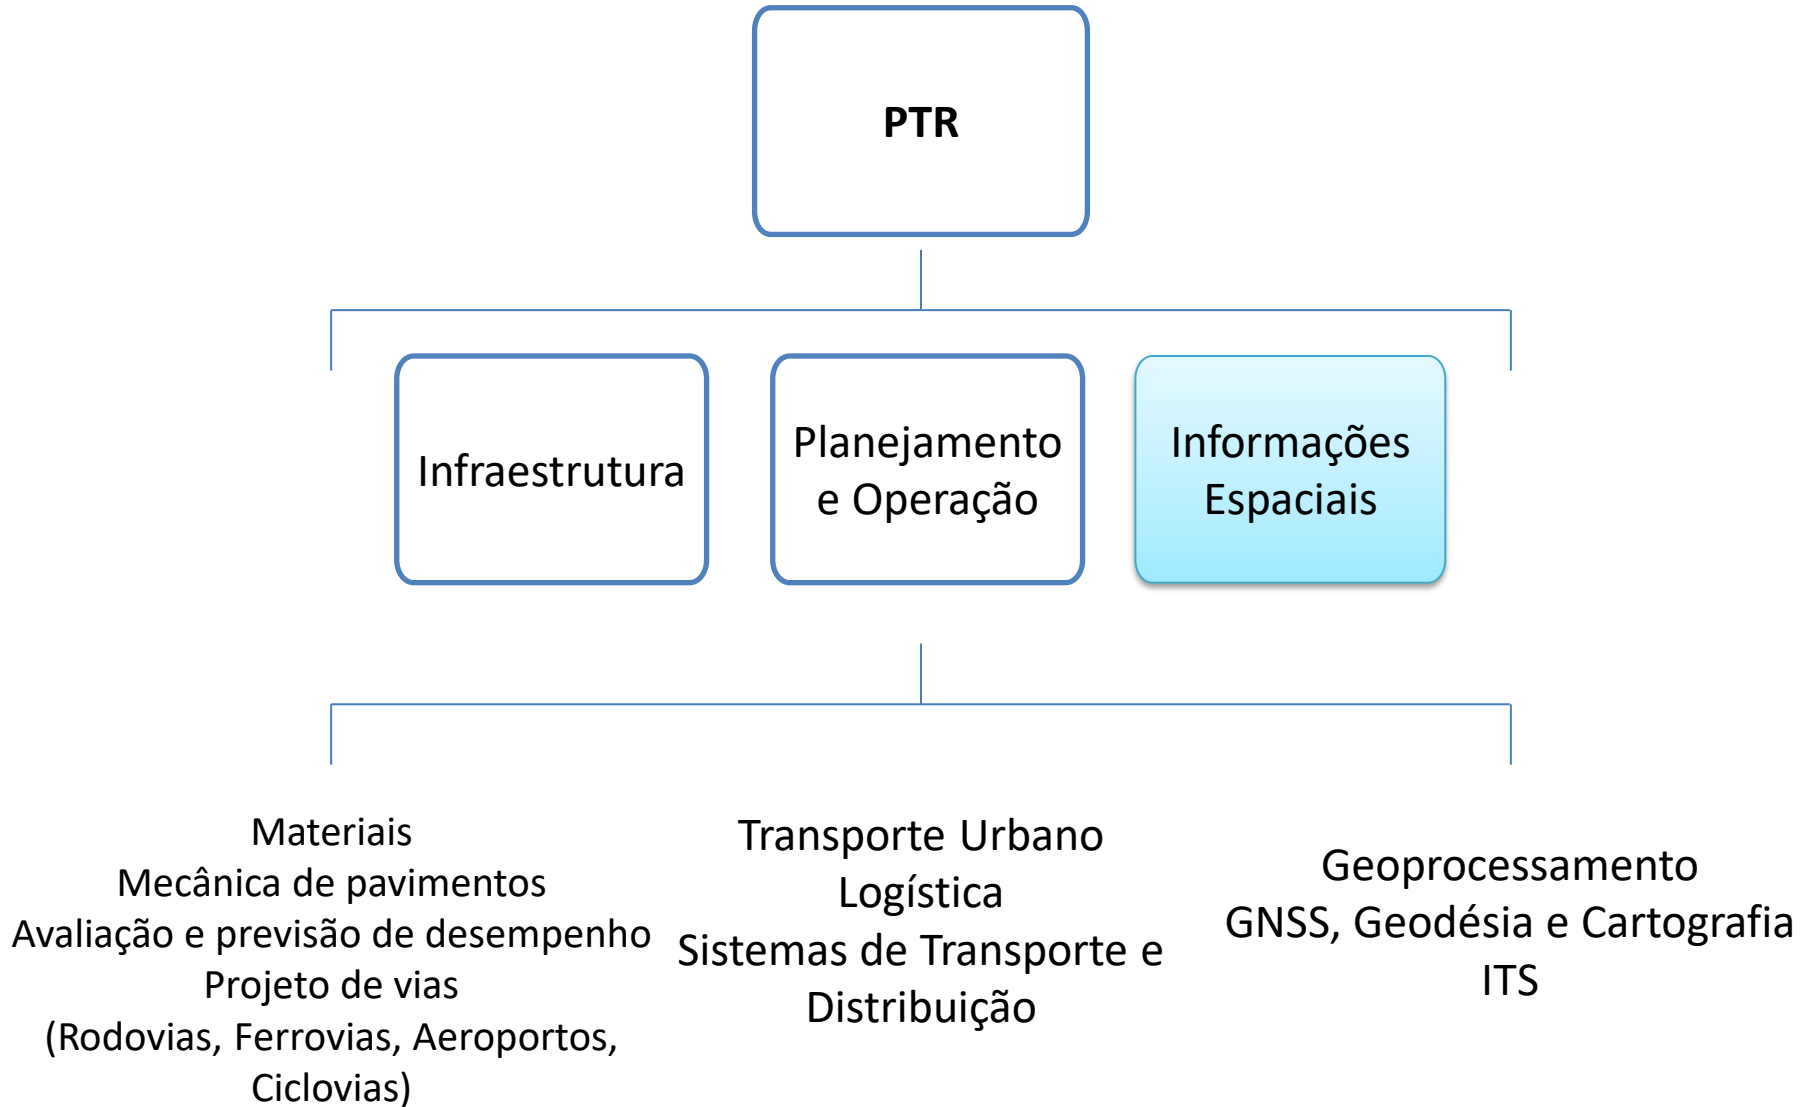 PTR
Infraestrutura
Planejamento
e Operação
Informações
Espaciais
Materiais
Mecânica de pavimentos
Avaliação e previsão de desempenho
Projeto de vias
(Rodovias, Ferrovias, Aeroportos,
Ciclovias)
Transporte Urbano
Logística
Sistemas de Transporte e
Distribuição
Geoprocessamento
GNSS, Geodésia e Cartografia
ITS